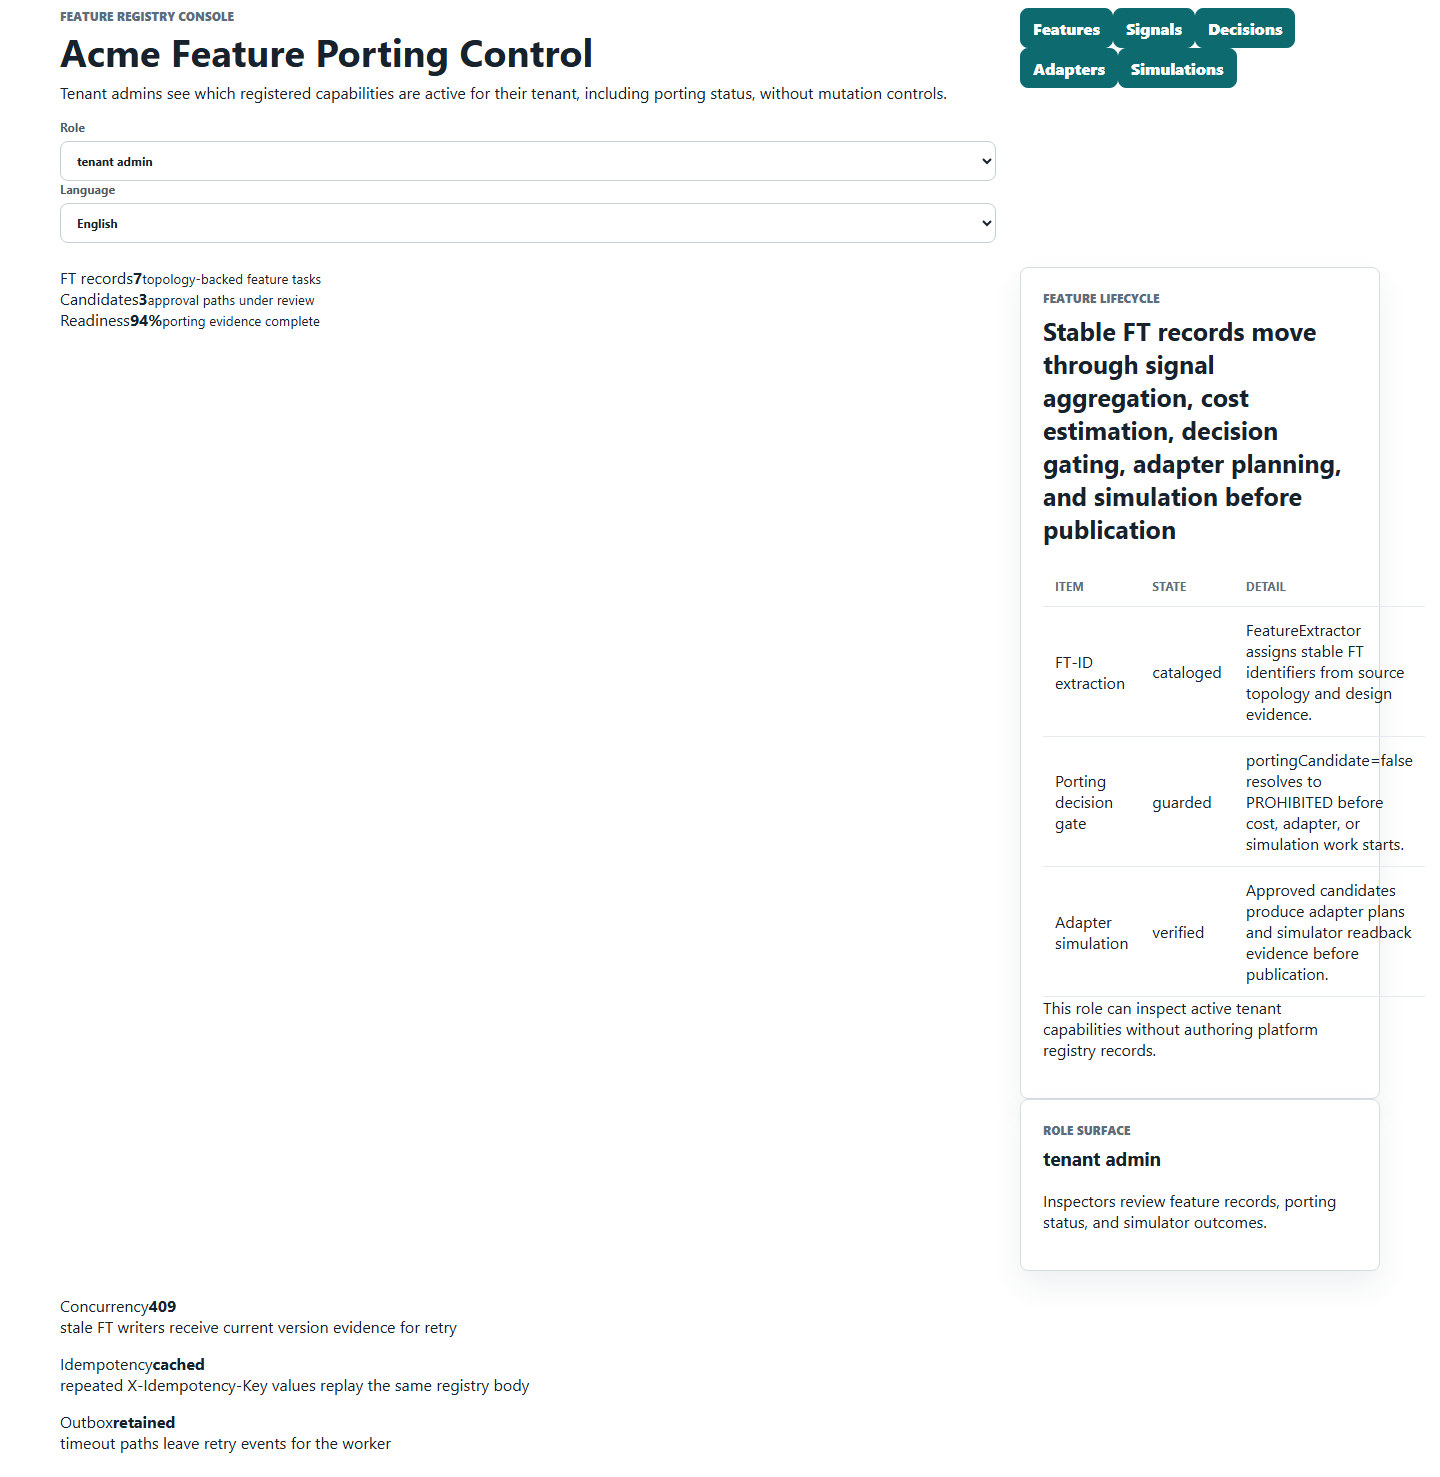 FEATURE REGISTRY CONSOLE
Acme Feature Porting Control
Tenant admins see which registered capabilities are active for their tenant, including porting status, without mutation controls.
Role
tenant admin
Language
English
Features Signals Decisions
Adapters Simulations
FT records7topology-backed feature tasks
Candidates3approval paths under review
Readiness94%porting evidence complete
FEATURE LIFECYCLE
Stable FT records move
through signal
aggregation, cost
estimation, decision
gating, adapter planning,
and simulation before
publication
ITEM STATE DETAIL
FT-ID
extraction
cataloged
FeatureExtractor
assigns stable FT
identifiers from source
topology and design
evidence.
Porting
decision
gate
guarded
portingCandidate=false
resolves to
PROHIBITED before
cost, adapter, or
simulation work starts.
Adapter
simulation
verified
Approved candidates
produce adapter plans
and simulator readback
evidence before
publication.
This role can inspect active tenant
capabilities without authoring platform
registry records.
ROLE SURFACE
tenant admin
Inspectors review feature records, porting
status, and simulator outcomes.
Concurrency409
stale FT writers receive current version evidence for retry
Idempotencycached
repeated X-Idempotency-Key values replay the same registry body
Outboxretained
timeout paths leave retry events for the worker